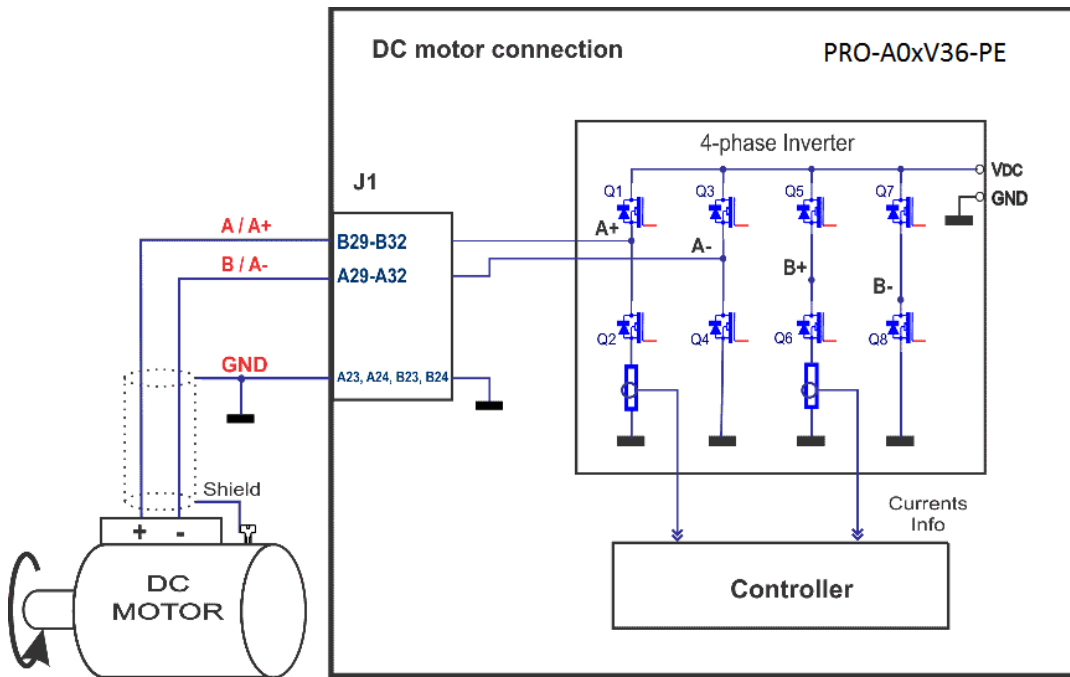 DC motor connection
PRO-A0xV36-PE
4-phase Inverter
VDC
GND
Q1
Q3
Q5
Q7
J1
A / A+
B29-B32
A+
B / A-
A29-A32
A-
B+
B-
Q2
Q4
Q6
Q8
GND
A23, A24, B23, B24
Shield
Currents
Info
+ -
DC
MOTOR
Controller